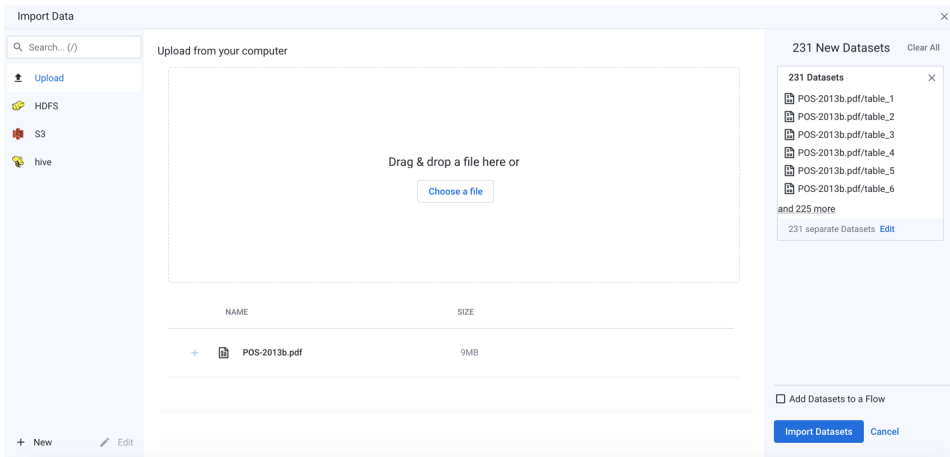 Import Data
Search... (/)
Upload
HDFS
S3
hive
+ New
Edit
Upload from your computer
Drag & drop a file here or
Choose a file
NAME SIZE
POS-2013b.pdf 9MB
231 New Datasets Clear All
231 Datasets
POS-2013b.pdf/table_1
POS-2013b.pdf/table_2
POS-2013b.pdf/table_3
POS-2013b.pdf/table_4
POS-2013b.pdf/table_5
POS-2013b.pdf/table_6
and 225 more
231 separate Datasets Edit
Add Datasets to a Flow
Import Datasets Cancel